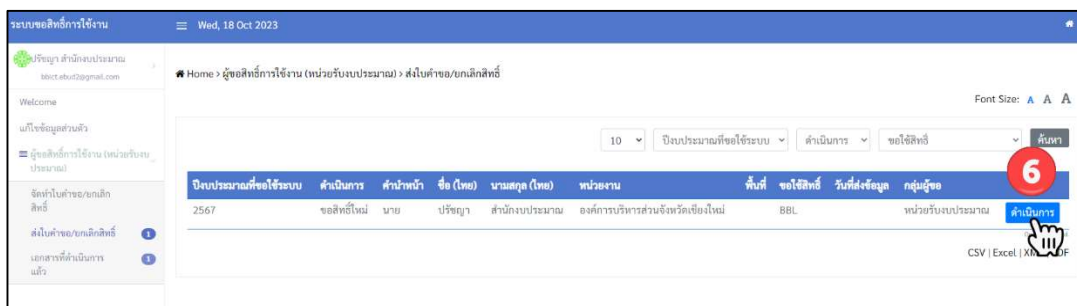 ระบบขอสิทธิ์การใช้งาน
Wed, 18 Oct 2023
ปรัชญา สำนักงบประมาณ
bbict.ebud2@gmail.com
Home › ผู้ขอสิทธิ์การใช้งาน (หน่วยรับงบประมาณ) › ส่งใบคำขอ/ยกเลิกสิทธิ์
Font Size: A A A
Welcome
แก้ไขข้อมูลส่วนตัว
ผู้ขอสิทธิ์การใช้งาน (หน่วยรับงบ
ประมาณ)
จัดทำใบคำขอ/ยกเลิก
สิทธิ์
ส่งใบคำขอ/ยกเลิกสิทธิ์ 1
เอกสารที่ดำเนินการ 1
แล้ว
10 ปีงบประมาณที่ขอใช้ระบบ ดำเนินการ ขอใช้สิทธิ์ ค้นหา
6
ปีงบประมาณที่ขอใช้ระบบ ดำเนินการ คำนำหน้า ชื่อ (ไทย) นามสกุล (ไทย) หน่วยงาน พื้นที่ ขอใช้สิทธิ์ วันที่ส่งข้อมูล กลุ่มผู้ขอ
2567 ขอสิทธิ์ใหม่ นาย ปรัชญา สำนักงบประมาณ องค์การบริหารส่วนจังหวัดเชียงใหม่ BBL หน่วยรับงบประมาณ ดำเนินการ
CSV | Excel |